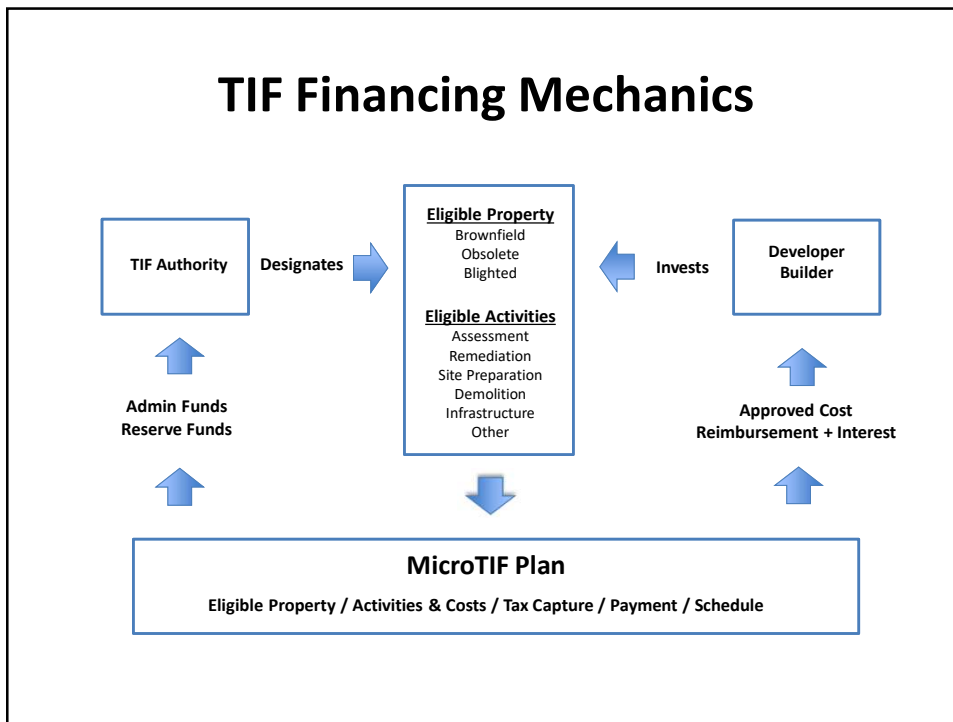 TIF Financing Mechanics
TIF Authority
Designates
Eligible Property
Brownfield
Obsolete
Blighted
Eligible Activities
Assessment
Remediation
Site Preparation
Demolition
Infrastructure
Other
Invests
Developer
Builder
Admin Funds
Reserve Funds
Approved Cost
Reimbursement + Interest
MicroTIF Plan
Eligible Property / Activities & Costs / Tax Capture / Payment / Schedule